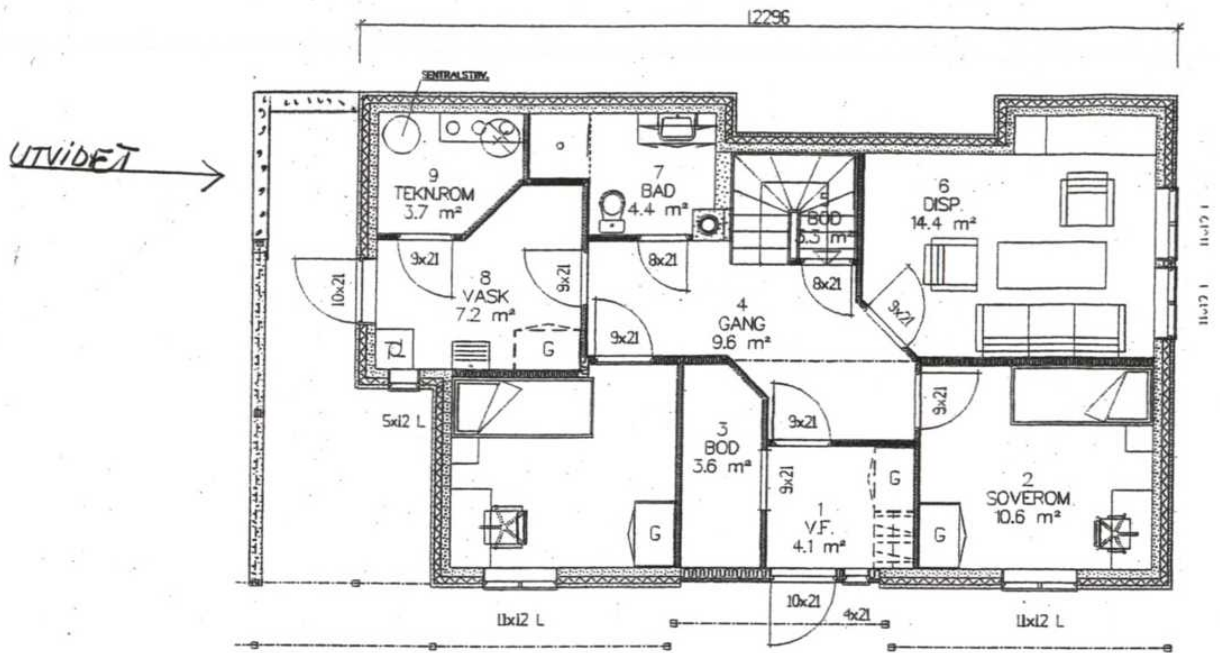 12296
SENTRALSTØV.
UTVIDET
9
TEKN.ROM
3.7 m²
7
BAD
4.4 m²
BOD
3.3 m²
6
DISP.
14.4 m²
10x21
9x21
8
VASK
7.2 m²
9x21
8x21
8x21
9x21
4
GANG
9.6 m²
9x21
G
5x12 L
3
BOD
3.6 m²
9x21
9x21
9x21
G
1
V.F.
4.1 m²
2
SOVEROM
10.6 m²
G
G
11x12 L
10x21
4x21
11x12 L